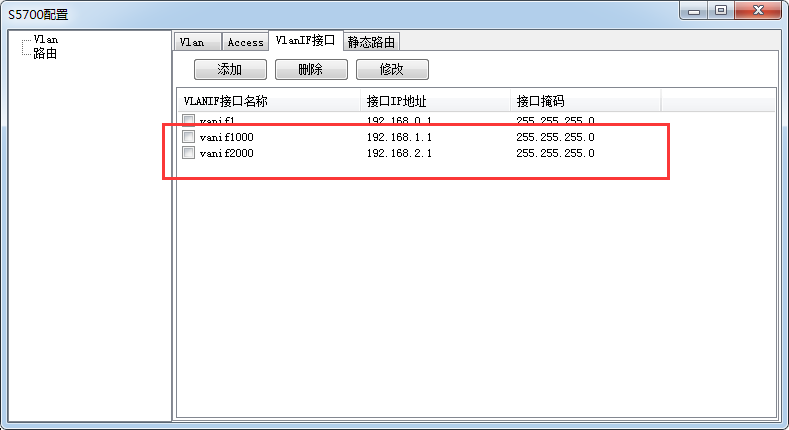 S5700配置
Vlan
路由
Vlan Access VlanIF接口 静态路由
添加 删除 修改
VLANIF接口名称 接口IP地址 接口掩码
vanif1 192.168.0.1 255.255.255.0
vanif1000 192.168.1.1 255.255.255.0
vanif2000 192.168.2.1 255.255.255.0